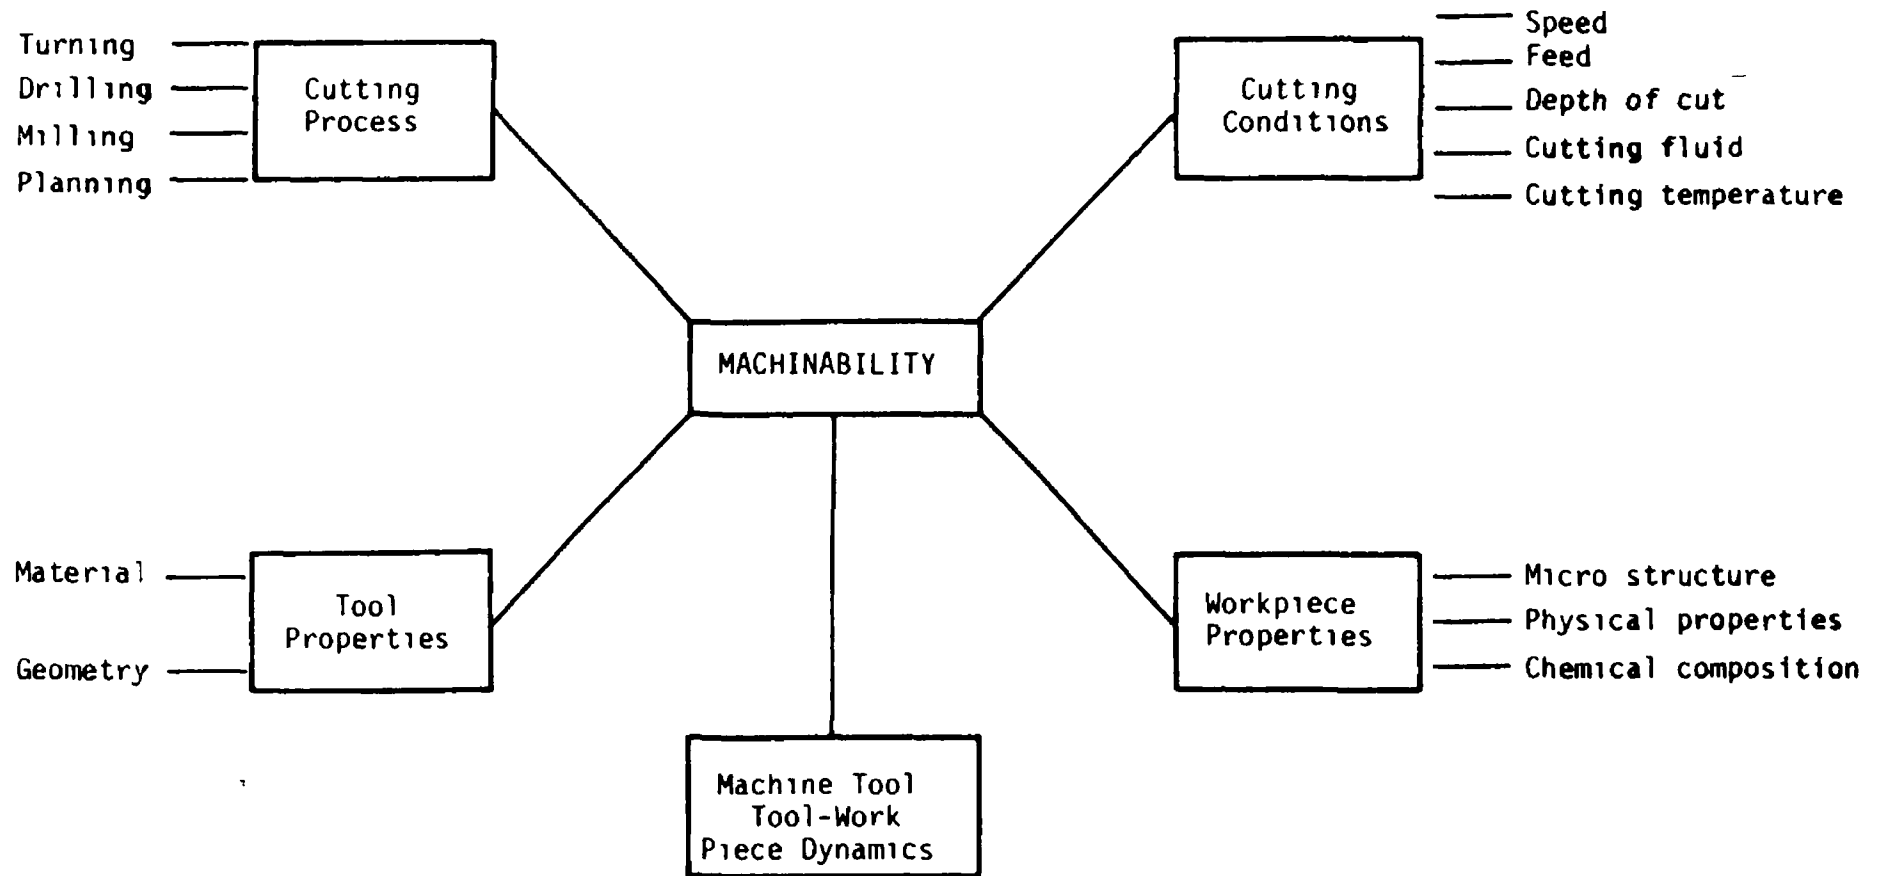 Turning
Drilling
Milling
Planning
Cutting
Process
Cutting
Conditions
Speed
Feed
Depth of cut
Cutting fluid
Cutting temperature
MACHINABILITY
Material
Geometry
Tool
Properties
Workpiece
Properties
Micro structure
Physical properties
Chemical composition
Machine Tool
Tool-Work
Piece Dynamics